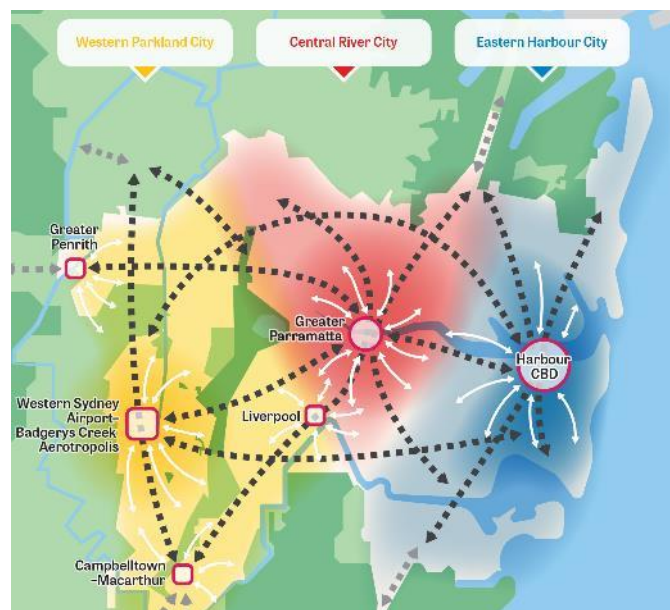 Western Parkland City
Central River City
Eastern Harbour City
Greater
Penrith
Greater
Parramatta
Harbour
CBD
Western Sydney
Airport–
Badgerys Creek
Aerotropolis
Liverpool
Campbelltown
–Macarthur